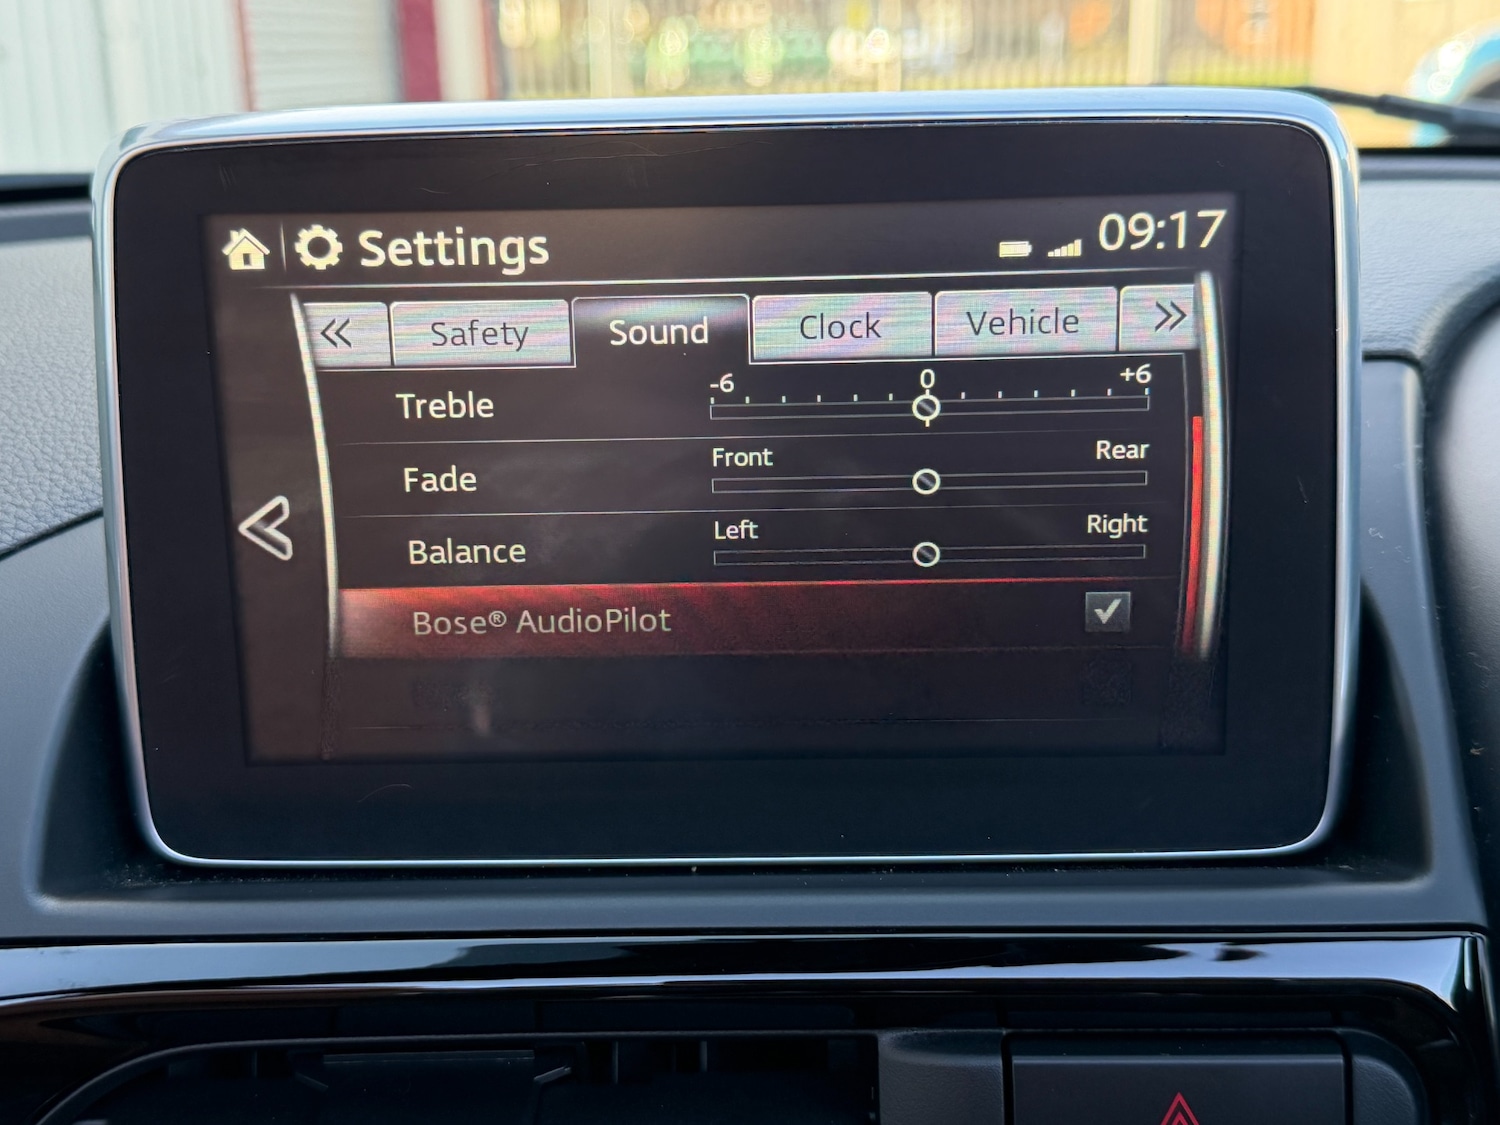 Settings 09:17
« Safety Sound Clock Vehicle »
-6 0 +6
Treble
Front Rear
Fade
Left Right
Balance
Bose® AudioPilot